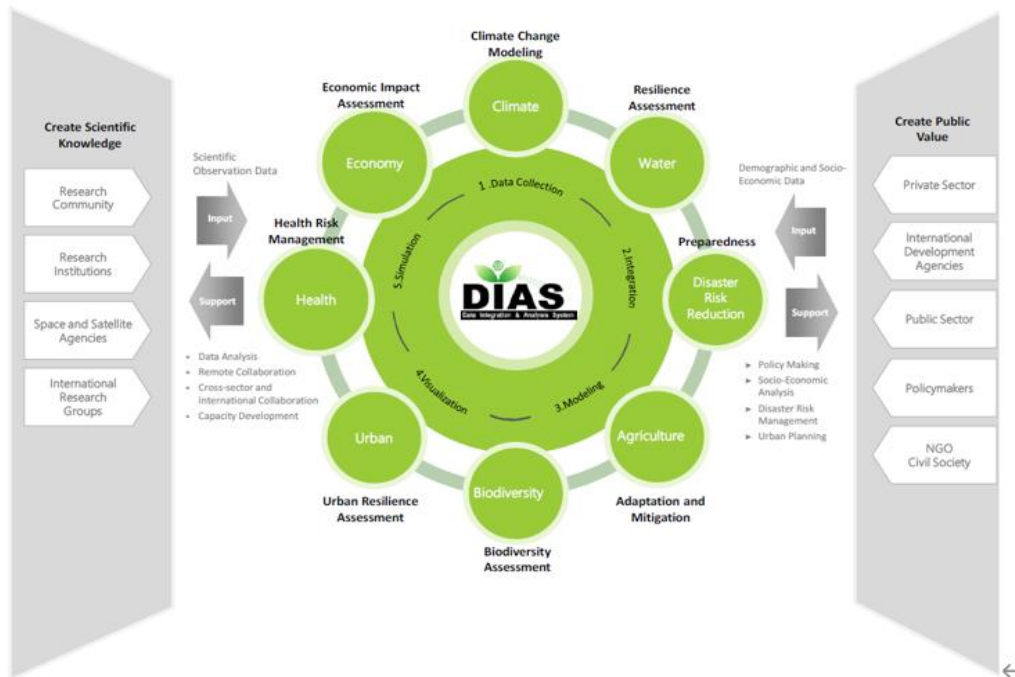 Create Scientific
Knowledge
Research
Community
Research
Institutions
Space and Satellite
Agencies
International
Research
Groups
Scientific
Observation Data
Input
Support
• Data Analysis
• Remote Collaboration
• Cross-sector and
International Collaboration
• Capacity Development
Climate Change
Modeling
Climate
Economic Impact
Assessment
Economy
Resilience
Assessment
Water
Health Risk
Management
Health
Preparedness
Disaster
Risk
Reduction
Urban
Urban Resilience
Assessment
Biodiversity
Biodiversity
Assessment
Agriculture
Adaptation and
Mitigation
1 .Data Collection
2.Integration
3.Modeling
4.Visualization
5.Simulation
DIAS
Data Integration & Analysis System
Demographic and Socio-
Economic Data
Input
Support
► Policy Making
► Socio-Economic
Analysis
► Disaster Risk
Management
► Urban Planning
Create Public
Value
Private Sector
International
Development
Agencies
Public Sector
Policymakers
NGO
Civil Society